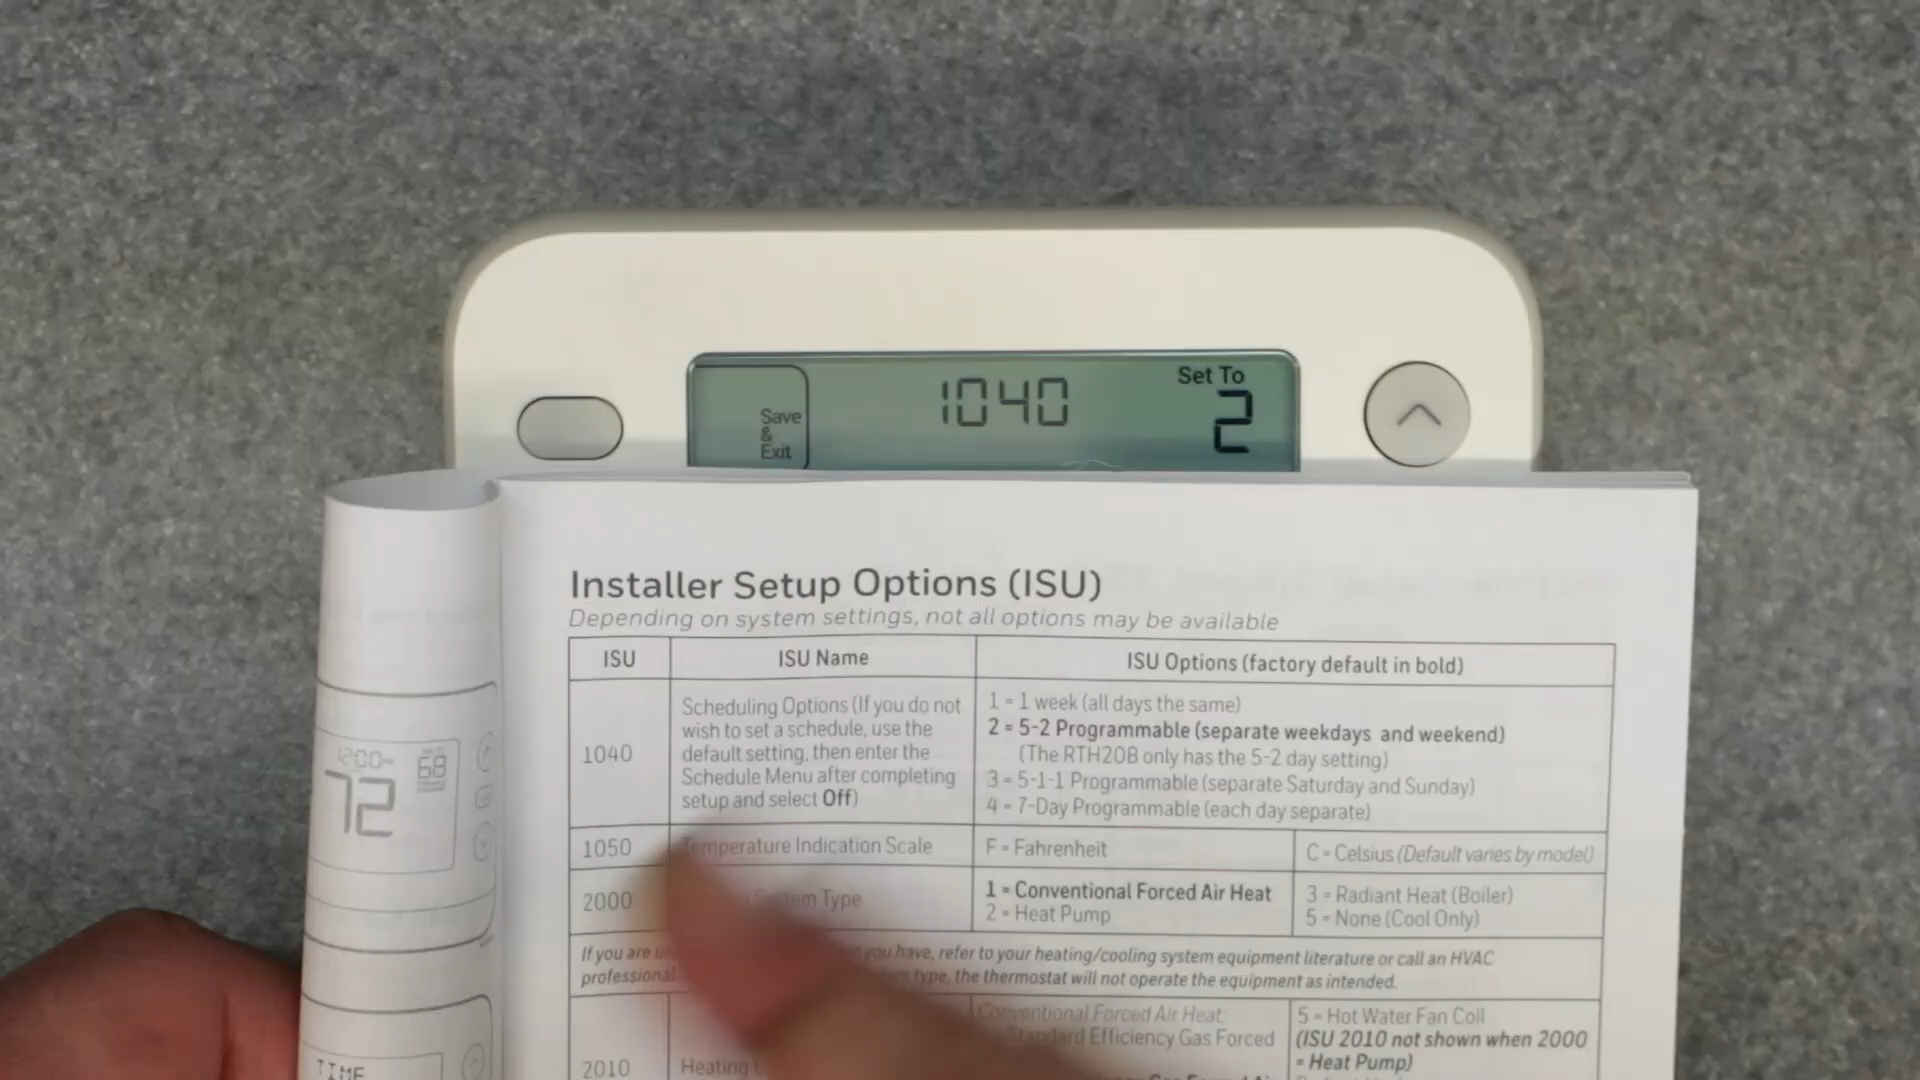 1040
Set To
2
Save
&
Exit
Installer Setup Options (ISU)
Depending on system settings, not all options may be available
ISU
ISU Name
ISU Options (factory default in bold)
1040
Scheduling Options (If you do not
wish to set a schedule, use the
default setting, then enter the
Schedule Menu after completing
setup and select Off)
1 = 1 week (all days the same)
2 = 5-2 Programmable (separate weekdays and weekend)
(The RTH20B only has the 5-2 day setting)
3 = 5-1-1 Programmable (separate Saturday and Sunday)
4 = 7-Day Programmable (each day separate)
1050
Temperature Indication Scale
F = Fahrenheit
C = Celsius (Default varies by model)
2000
Type
1 = Conventional Forced Air Heat
2 = Heat Pump
3 = Radiant Heat (Boiler)
5 = None (Cool Only)
If you are you have, refer to your heating/cooling system equipment literature or call an HVAC
professional type, the thermostat will not operate the equipment as intended.
2010
Heating
Conventional Forced Air Heat:
Standard Efficiency Gas Forced
5 = Hot Water Fan Coil
(ISU 2010 not shown when 2000
= Heat Pump)
12:00
72
68
TIME